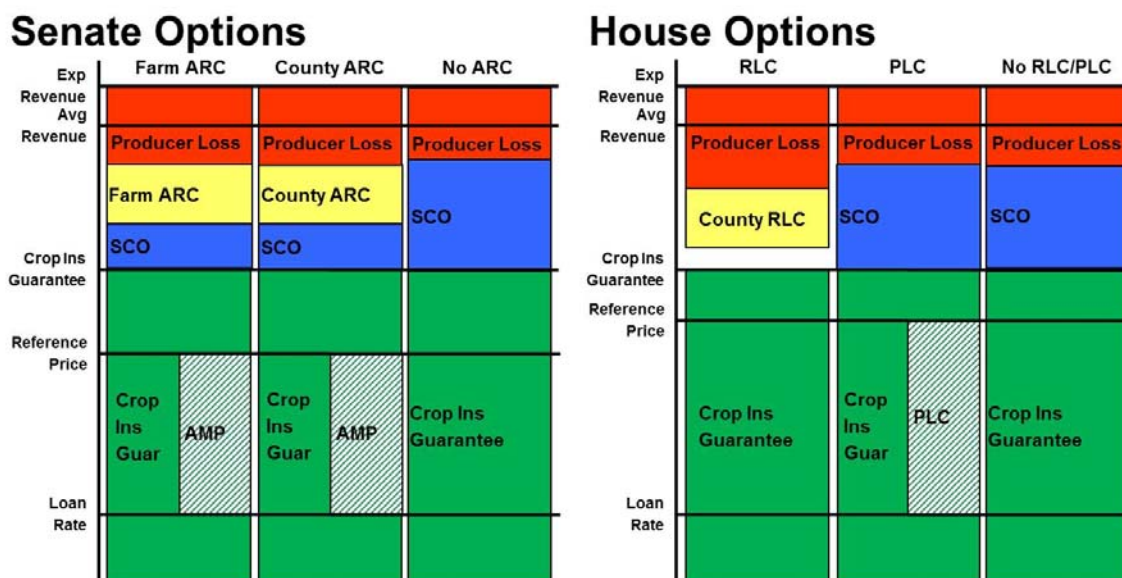 Senate Options
Exp
Revenue
Avg
Revenue
Crop Ins
Guarantee
Reference
Price
Loan
Rate
Farm ARC
Producer Loss
Farm ARC
SCO
Crop
Ins
Guar
AMP
County ARC
Producer Loss
County ARC
SCO
Crop
Ins
Guar
AMP
No ARC
Producer Loss
SCO
Crop Ins
Guarantee
House Options
Exp
Revenue
Avg
Revenue
Crop Ins
Guarantee
Reference
Price
Loan
Rate
RLC
Producer Loss
County RLC
Crop Ins
Guarantee
PLC
Producer Loss
SCO
Crop
Ins
Guar
PLC
No RLC/PLC
Producer Loss
SCO
Crop Ins
Guarantee